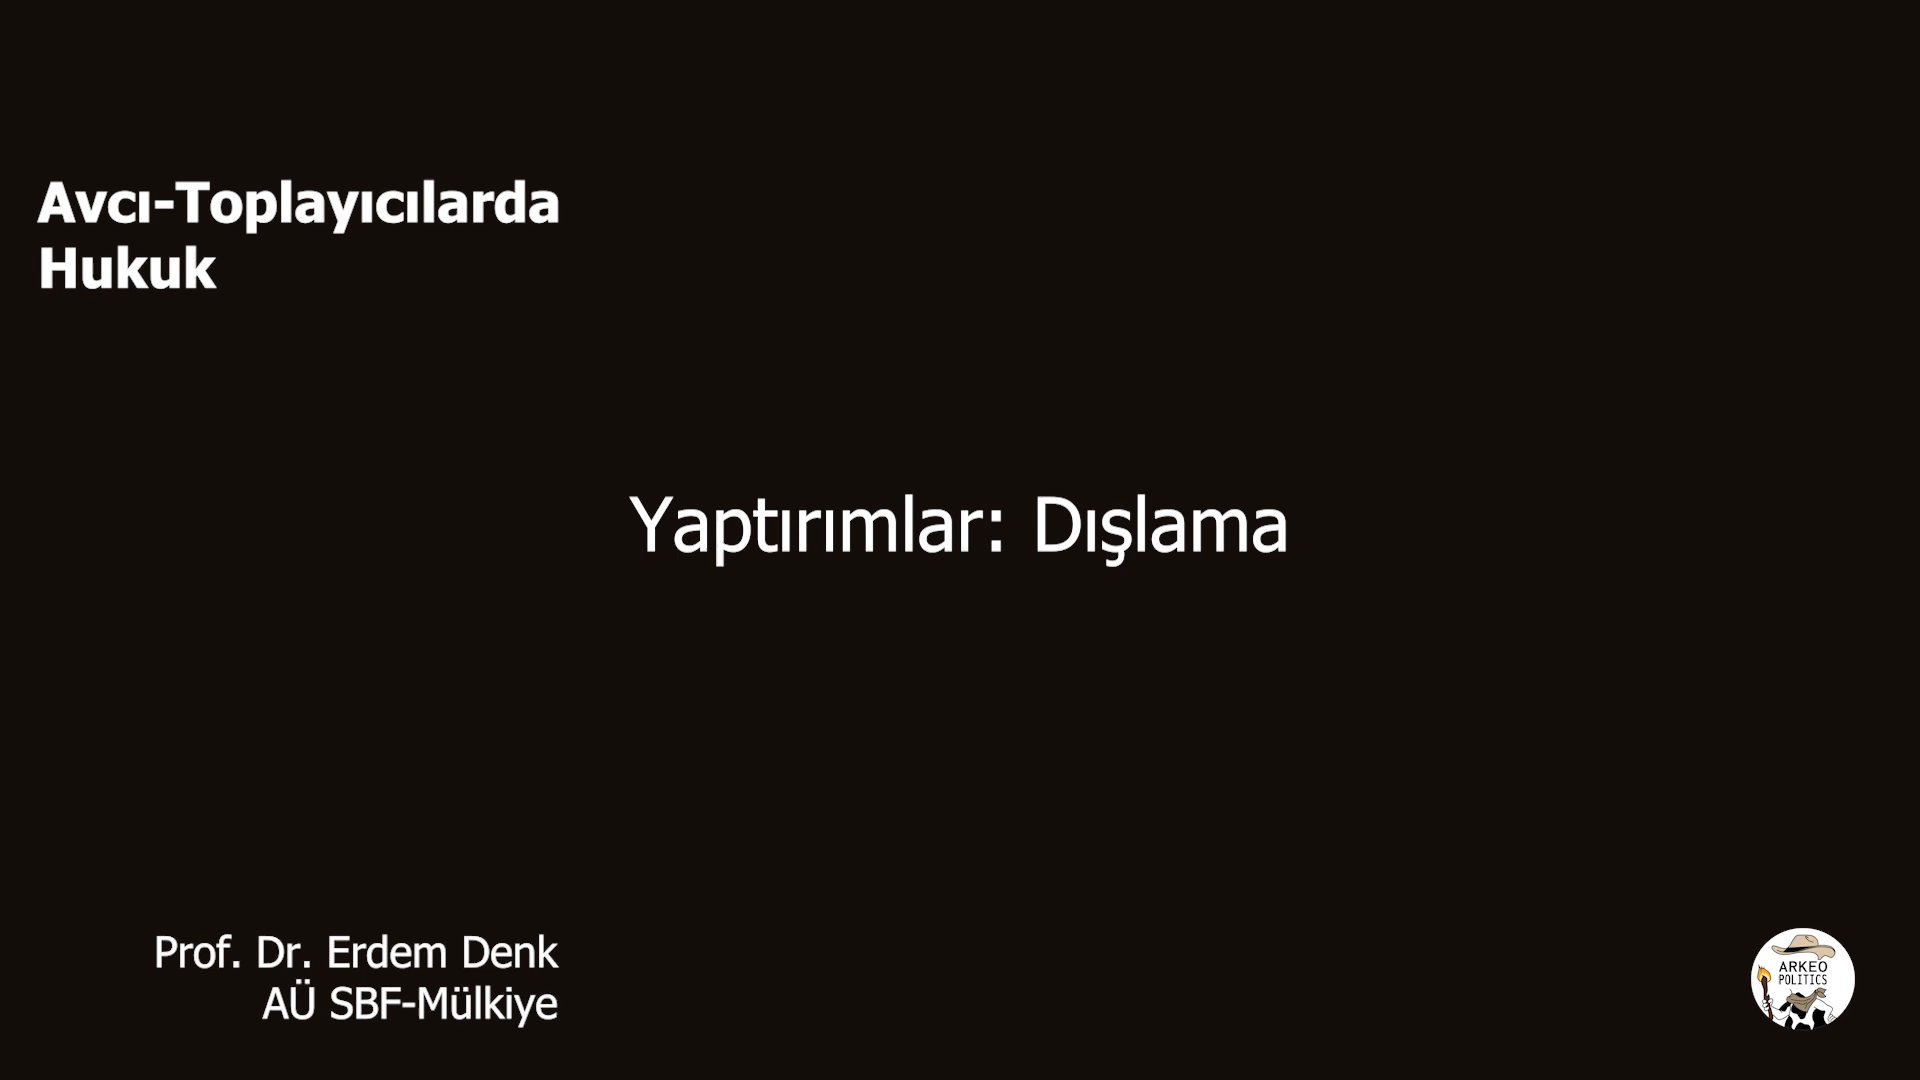 Avcı-Toplayıcılarda
Hukuk
Yaptırımlar: Dışlama
Prof. Dr. Erdem Denk
AÜ SBF-Mülkiye
ARKEO
POLITICS